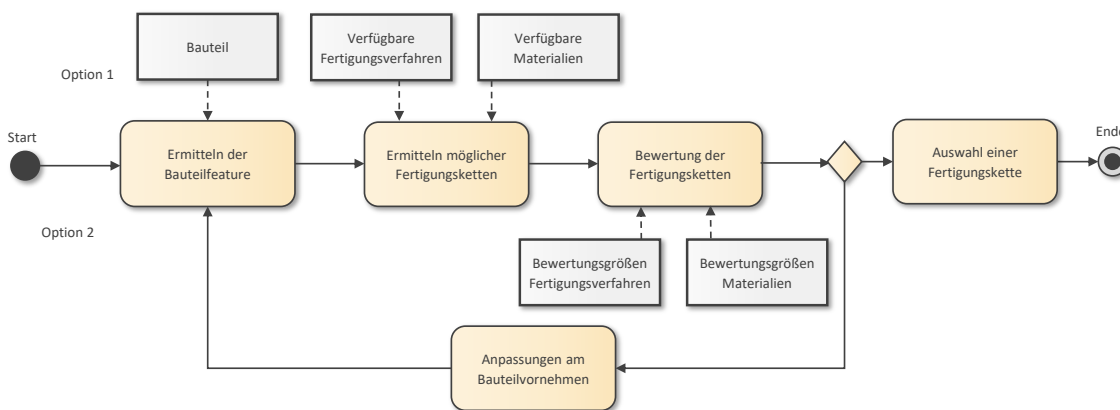 Bauteil
Verfügbare
Fertigungsverfahren
Verfügbare
Materialien
Option 1
Start
Ermitteln der
Bauteilfeature
Ermitteln möglicher
Fertigungsketten
Bewertung der
Fertigungsketten
Auswahl einer
Fertigungskette
Ende
Option 2
Bewertungsgrößen
Fertigungsverfahren
Bewertungsgrößen
Materialien
Anpassungen am
Bauteilvornehmen